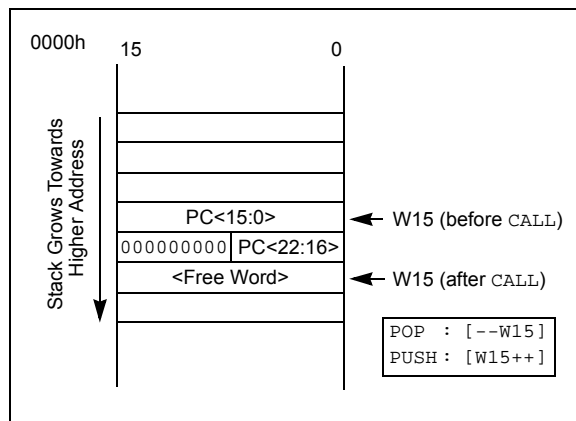 0000h
15 0
Stack Grows Towards
Higher Address
PC<15:0>
W15 (before CALL)
000000000 PC<22:16>
<Free Word>
W15 (after CALL)
POP : [--W15]
PUSH : [W15++]